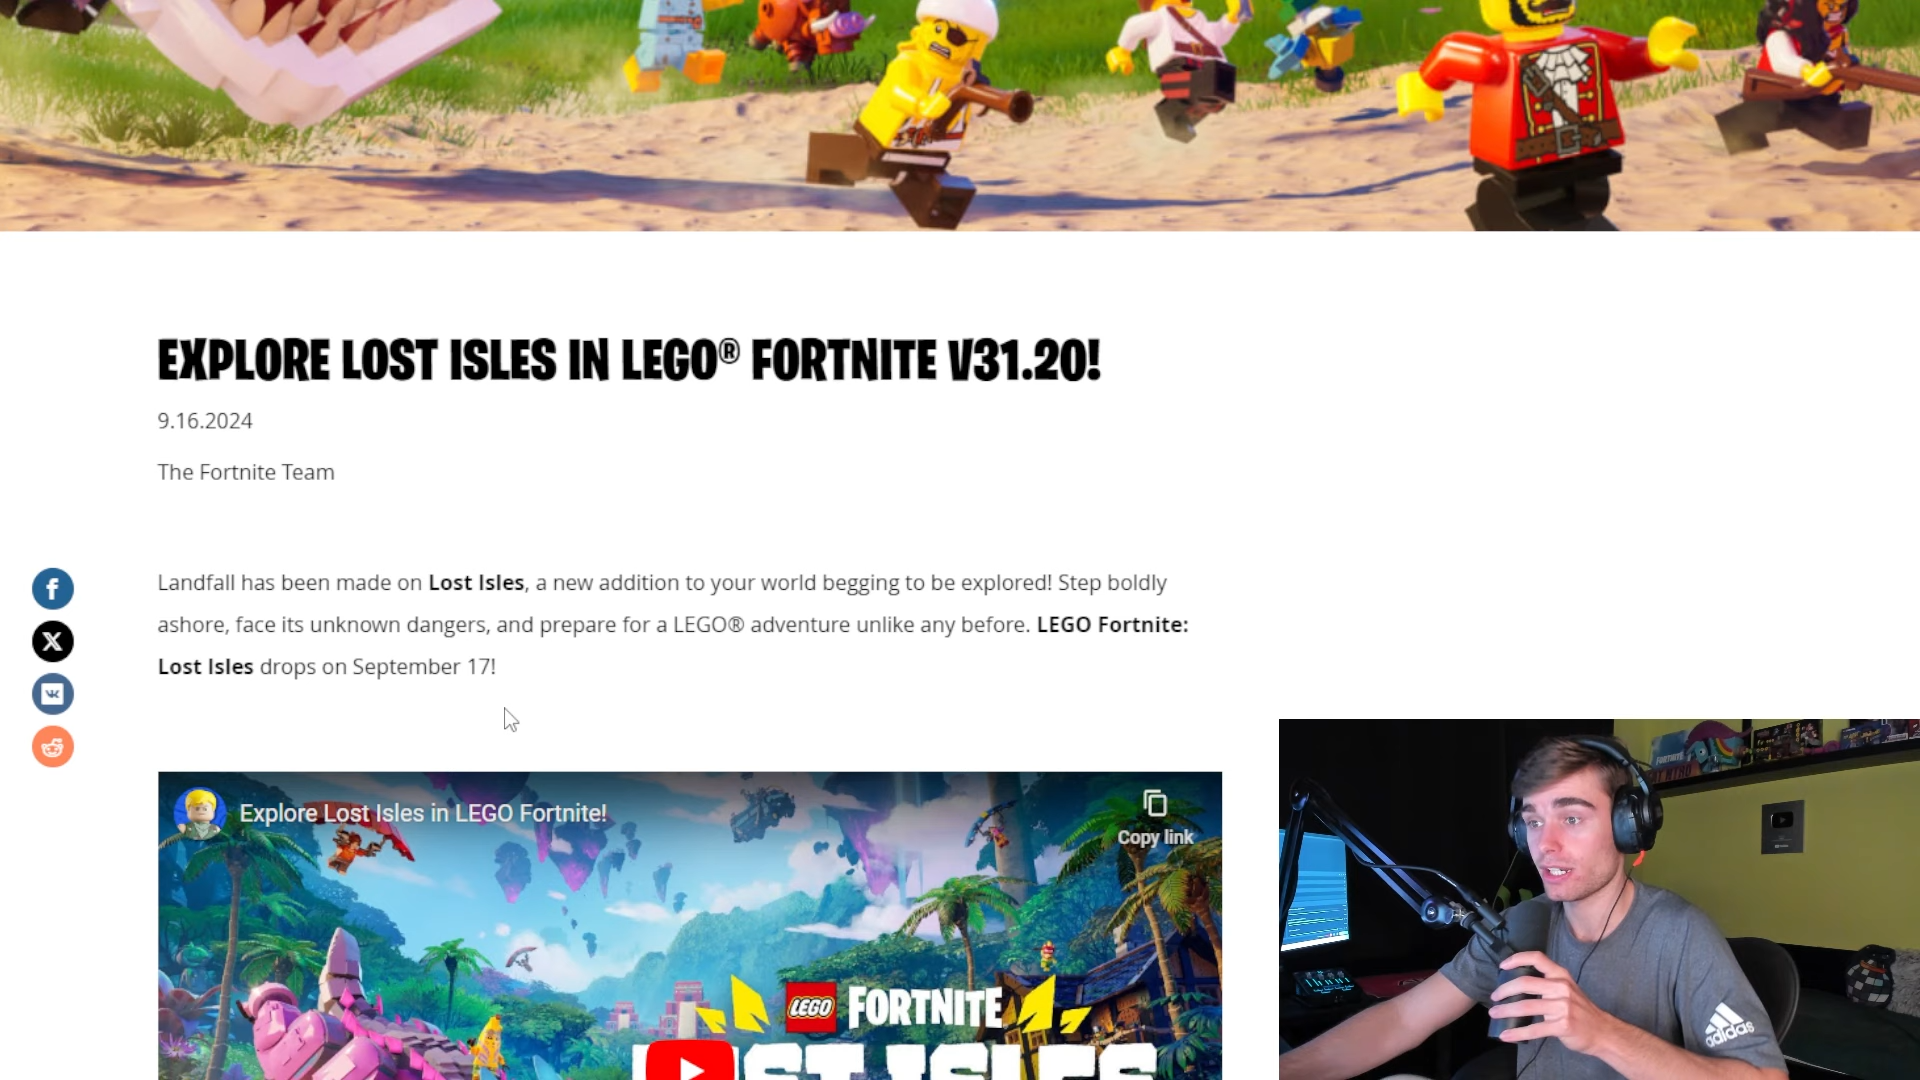 EXPLORE LOST ISLES IN LEGO® FORTNITE V31.20!
9.16.2024
The Fortnite Team
Landfall has been made on Lost Isles, a new addition to your world begging to be explored! Step boldly
ashore, face its unknown dangers, and prepare for a LEGO® adventure unlike any before. LEGO Fortnite:
Lost Isles drops on September 17!
Explore Lost Isles in LEGO Fortnite!
Copy link
LEGO FORTNITE
LOST ISLES
adidas